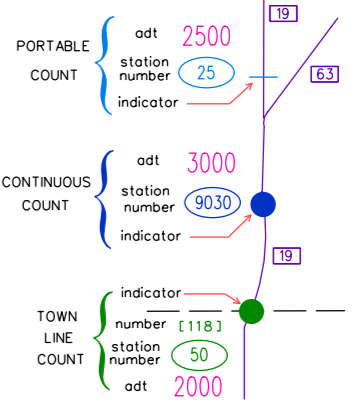 19
PORTABLE
COUNT
adt 2500
station
number 25
indicator
63
CONTINUOUS
COUNT
adt 3000
station
number 9030
indicator
19
TOWN
LINE
COUNT
indicator
number [118]
station
number 50
adt 2000